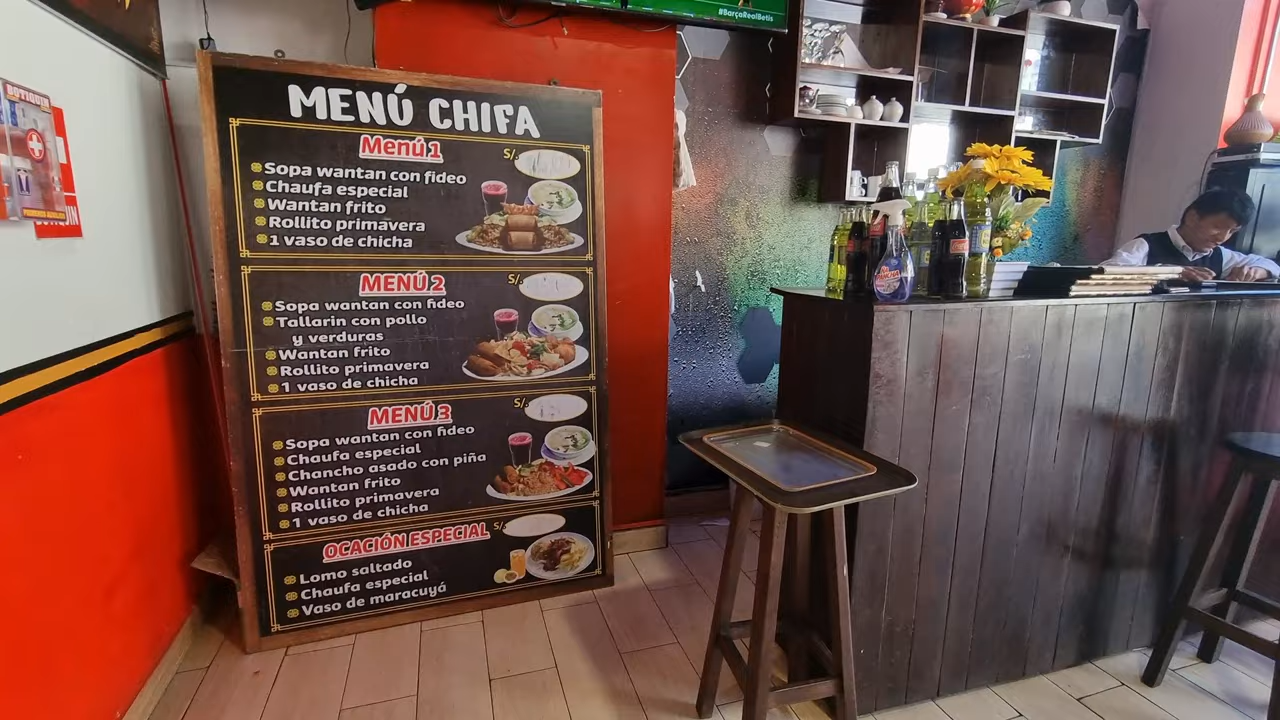 #BarçaRealBetis
BOTIQUIN
MENÚ CHIFA
Menú 1
S/.
Sopa wantan con fideo
Chaufa especial
Wantan frito
Rollito primavera
1 vaso de chicha
MENÚ 2
S/.
Sopa wantan con fideo
Tallarin con pollo
y verduras
Wantan frito
Rollito primavera
1 vaso de chicha
MENÚ 3
S/.
Sopa wantan con fideo
Chaufa especial
Chancho asado con piña
Wantan frito
Rollito primavera
1 vaso de chicha
OCACIÓN ESPECIAL
S/.
Lomo saltado
Chaufa especial
Vaso de maracuyá